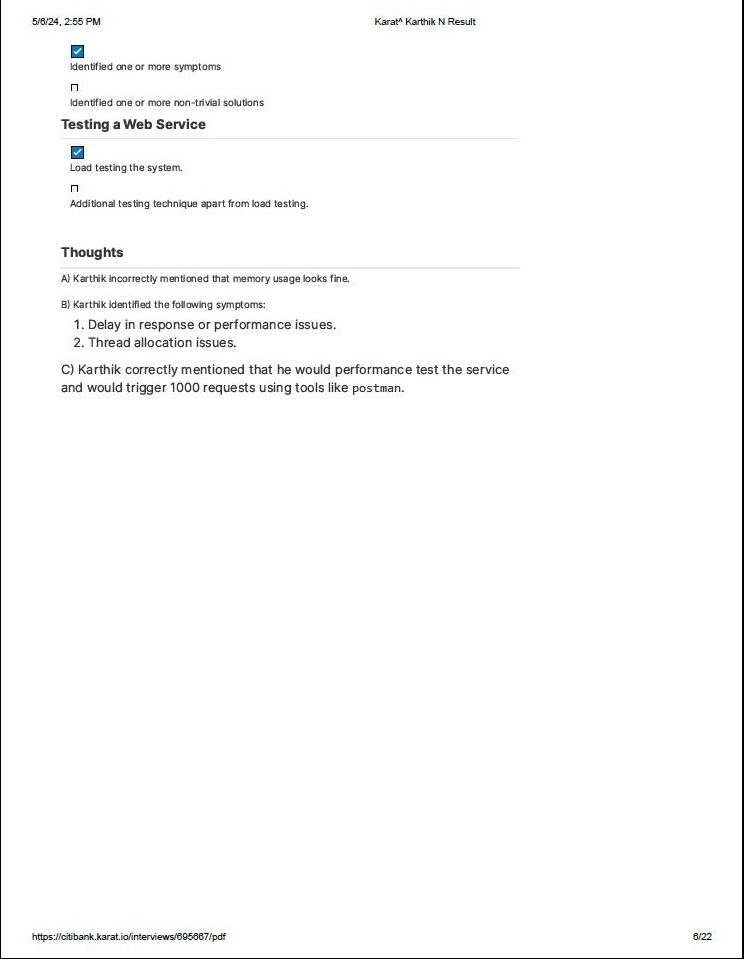 5/6/24, 2:55 PM
Karat^ Karthik N Result
Identified one or more symptoms
Identified one or more non-trivial solutions
Testing a Web Service
Load testing the system.
Additional testing technique apart from load testing.
Thoughts
A) Karthik incorrectly mentioned that memory usage looks fine.
B) Karthik identified the following symptoms:
1. Delay in response or performance issues.
2. Thread allocation issues.
C) Karthik correctly mentioned that he would performance test the service
and would trigger 1000 requests using tools like postman.
https://citibank.karat.io/interviews/695667/pdf
6/22